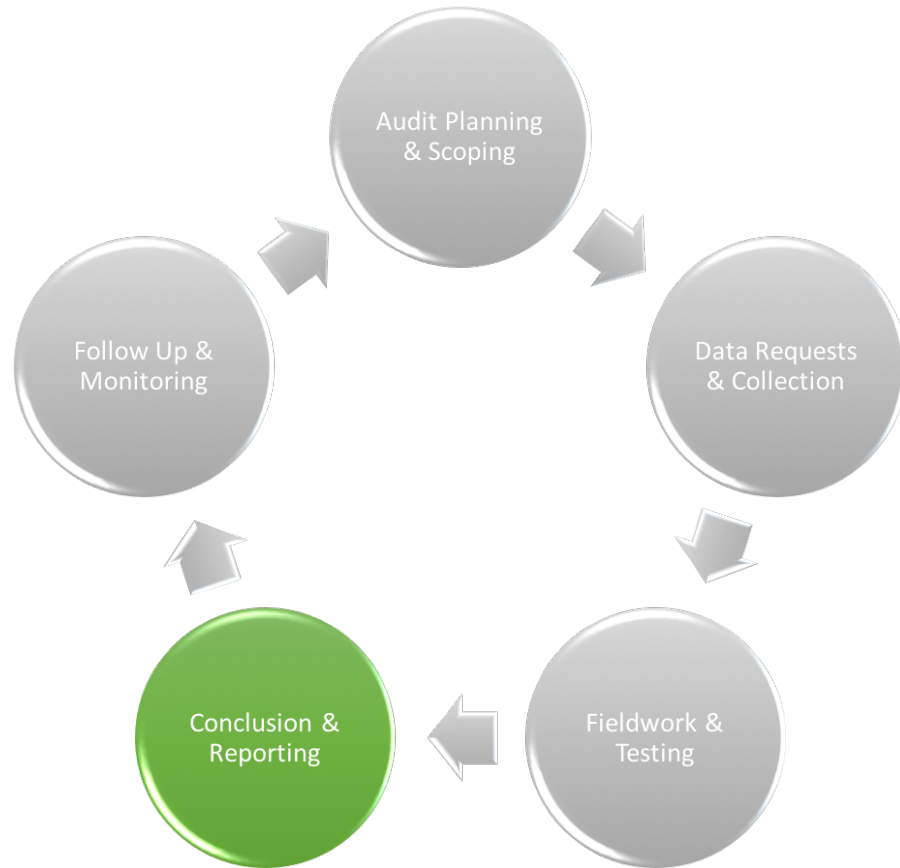 Audit Planning
& Scoping
Data Requests
& Collection
Fieldwork &
Testing
Conclusion &
Reporting
Follow Up &
Monitoring